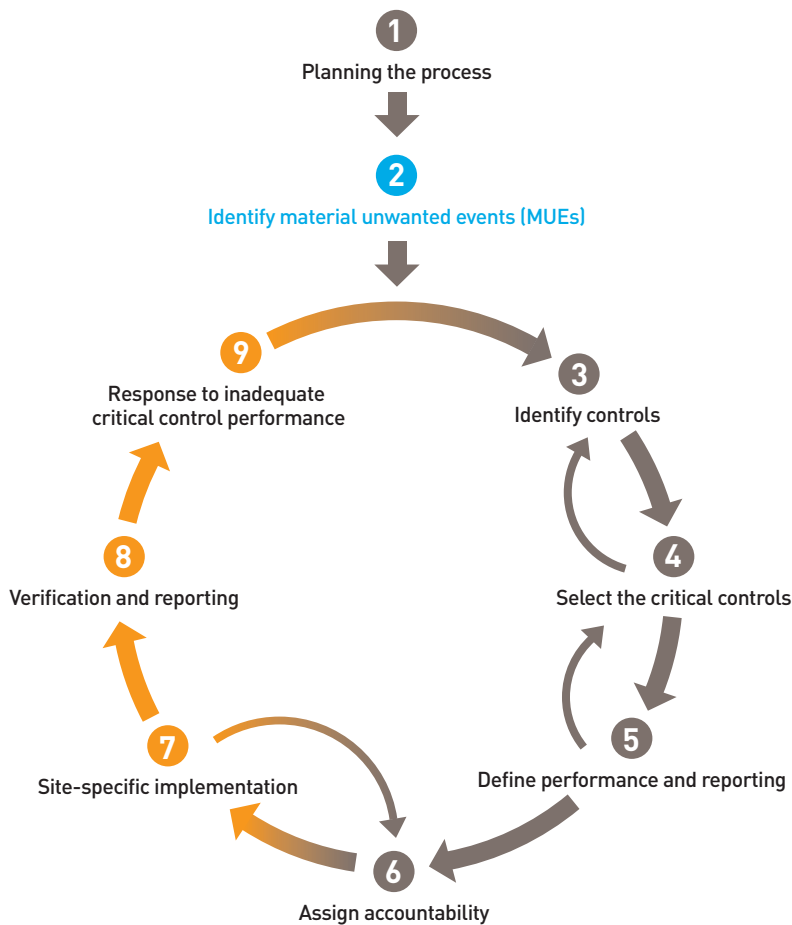 1
Planning the process
2
Identify material unwanted events (MUEs)
9
Response to inadequate
critical control performance
3
Identify controls
4
Select the critical controls
8
Verification and reporting
5
Define performance and reporting
7
Site-specific implementation
6
Assign accountability